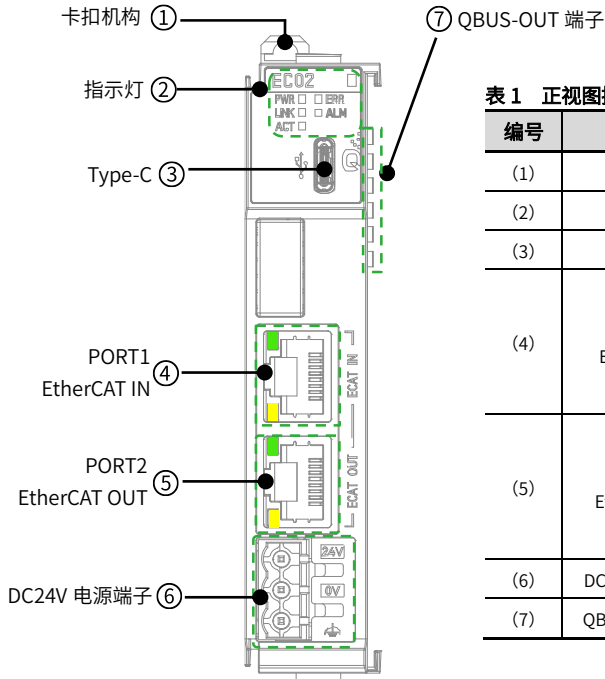 卡扣机构 ①
⑦ QBUS-OUT 端子
指示灯 ②
EC02
PWR ERR
LINK ALM
ACT
Type-C ③
PORT1
EtherCAT IN ④
ECAT IN
PORT2
EtherCAT OUT ⑤
ECAT OUT
DC24V 电源端子 ⑥
24V
0V
表 1 正视图
编号
(1)
(2)
(3)
(4)
(5)
(6)
(7)